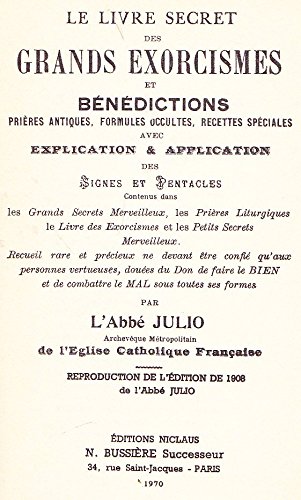 LE LIVRE SECRET
DES
GRANDS EXORCISMES
ET
BÉNÉDICTIONS
PRIÈRES ANTIQUES, FORMULES OCCULTES, RECETTES SPÉCIALES
AVEC
EXPLICATION & APPLICATION
DES
SIGNES ET PENTACLES
Contenus dans
les Grands Secrets Merveilleux, les Prières Liturgiques
le Livre des Exorcismes et les Petits Secrets
Merveilleux.
Recueil rare et précieux ne devant être confié qu'aux
personnes vertueuses, douées du Don de faire le BIEN
et de combattre le MAL sous toutes ses formes
PAR
L'Abbé JULIO
Archevêque Métropolitain
de l'Eglise Catholique Française
REPRODUCTION DE L'ÉDITION DE 1908
de l'Abbé JULIO
ÉDITIONS NICLAUS
N. BUSSIÈRE Successeur
34, rue Saint-Jacques - PARIS
1970